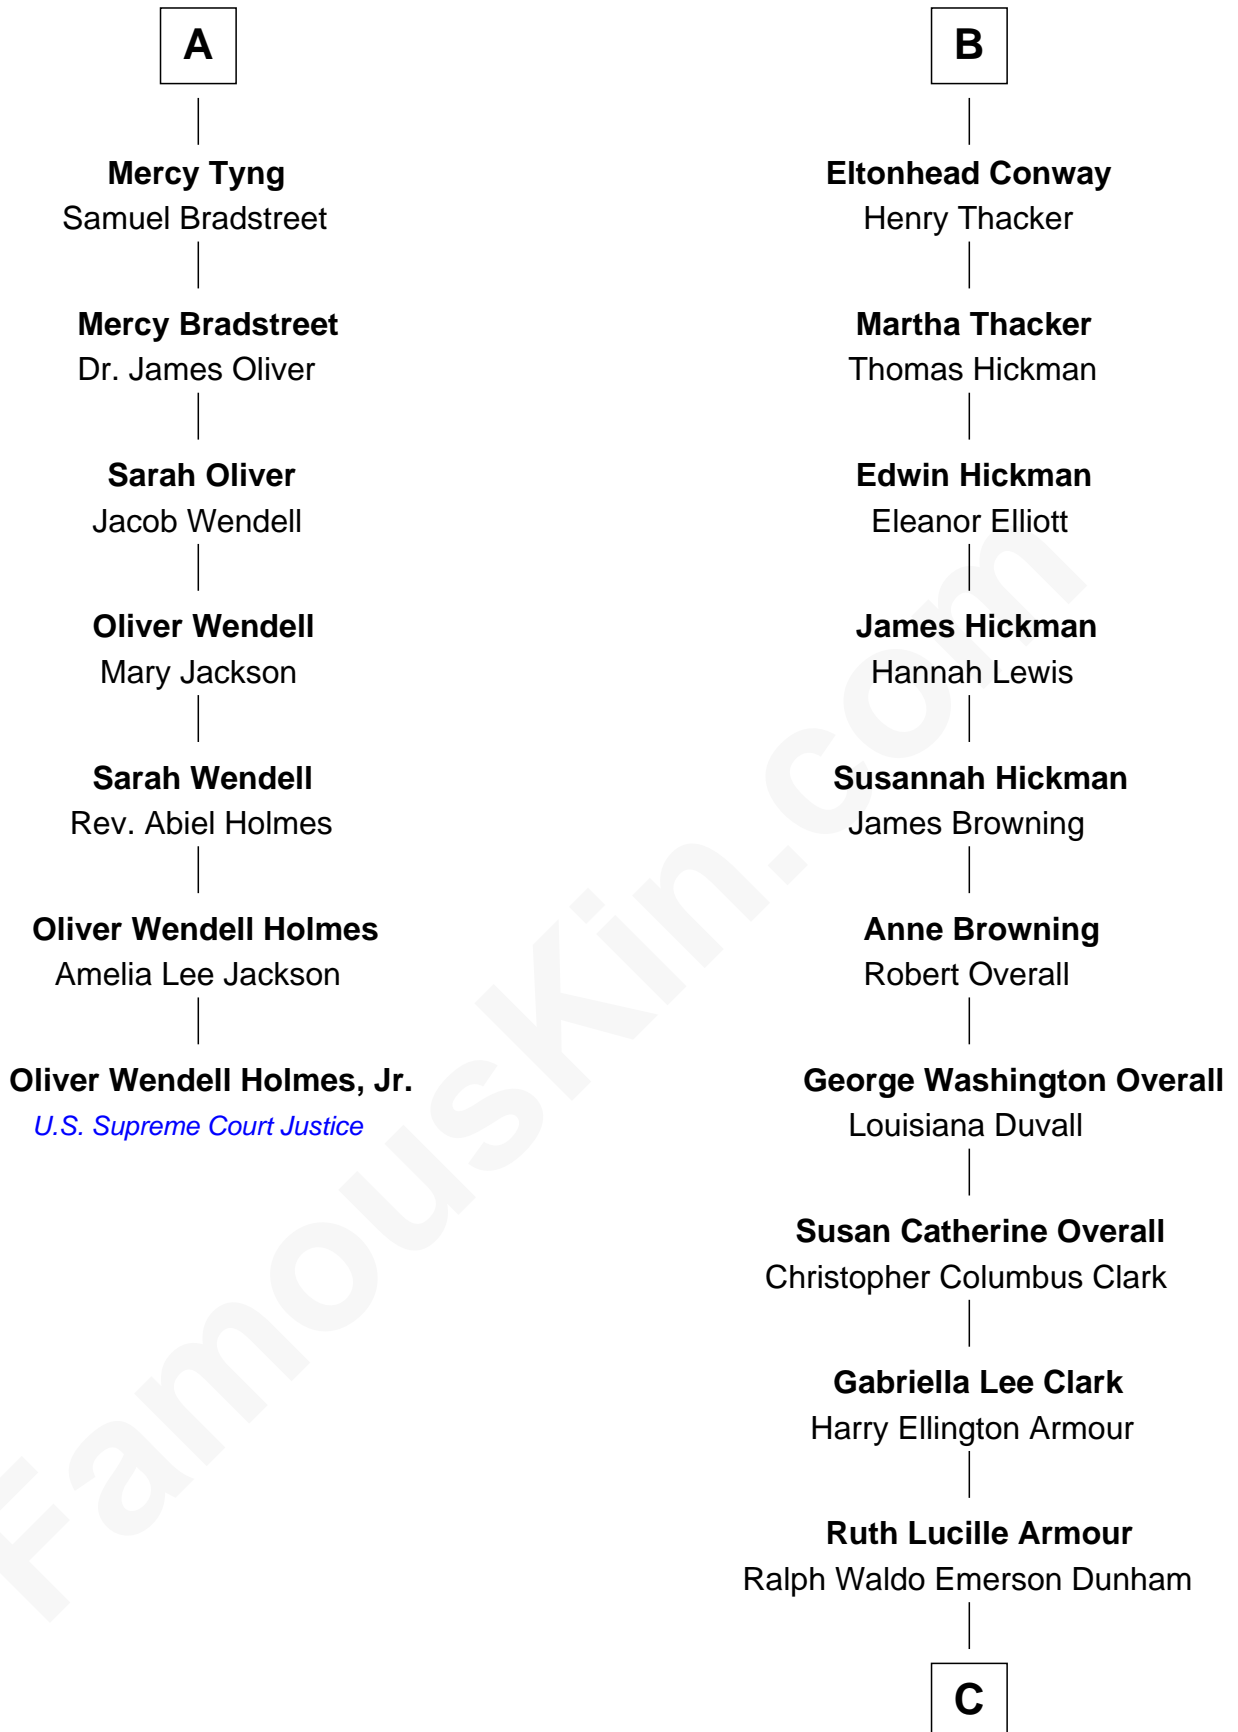 A
Mercy Tyng
Samuel Bradstreet
Mercy Bradstreet
Dr. James Oliver
Sarah Oliver
Jacob Wendell
Oliver Wendell
Mary Jackson
Sarah Wendell
Rev. Abiel Holmes
Oliver Wendell Holmes
Amelia Lee Jackson
Oliver Wendell Holmes, Jr.
U.S. Supreme Court Justice
B
Eltonhead Conway
Henry Thacker
Martha Thacker
Thomas Hickman
Edwin Hickman
Eleanor Elliott
James Hickman
Hannah Lewis
Susannah Hickman
James Browning
Anne Browning
Robert Overall
George Washington Overall
Louisiana Duvall
Susan Catherine Overall
Christopher Columbus Clark
Gabriella Lee Clark
Harry Ellington Armour
Ruth Lucille Armour
Ralph Waldo Emerson Dunham
C
FamousKin.com